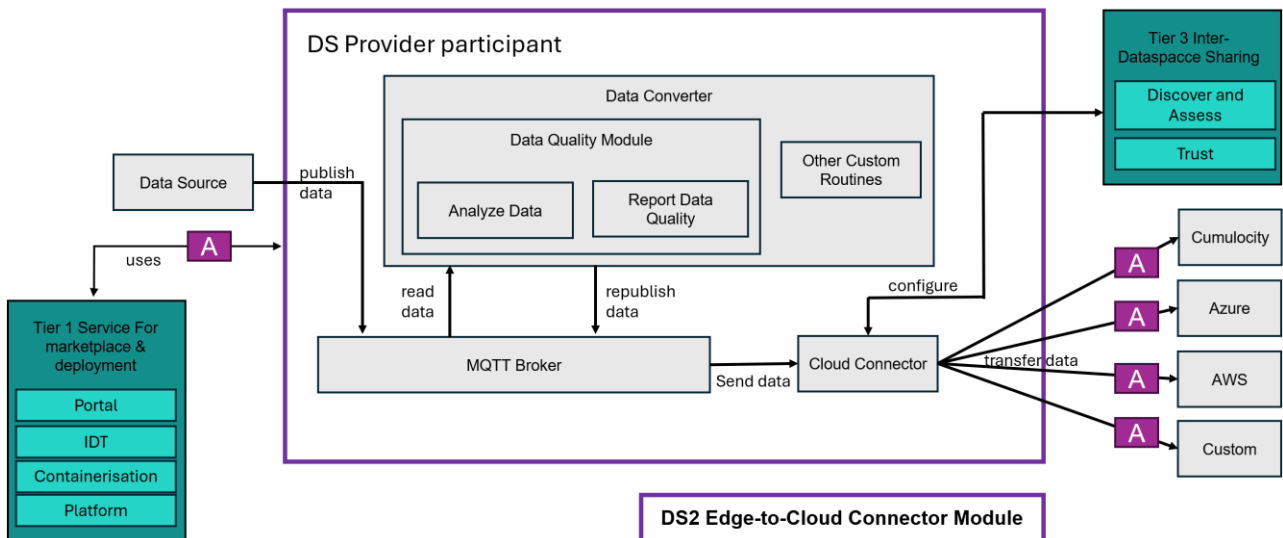 DS Provider participant
Data Converter
Data Quality Module
Analyze Data
Report Data
Quality
Other Custom
Routines
Tier 3 Inter-
Dataspacce Sharing
Discover and
Assess
Trust
Data Source
publish
data
A
uses
read
data
republish
data
configure
Tier 1 Service For
marketplace &
deployment
Portal
IDT
Containerisation
Platform
MQTT Broker
Send data
Cloud Connector
transfer data
A
Cumulocity
A
Azure
A
AWS
A
Custom
DS2 Edge-to-Cloud Connector Module